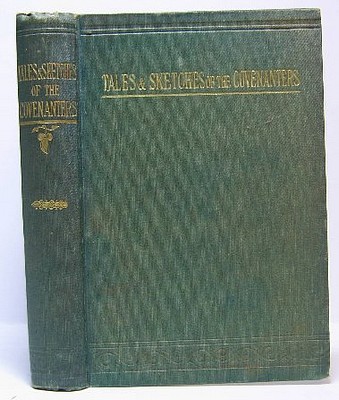 TALES & SKETCHES
OF THE
COVENANTERS
TALES & SKETCHES OF THE COVENANTERS